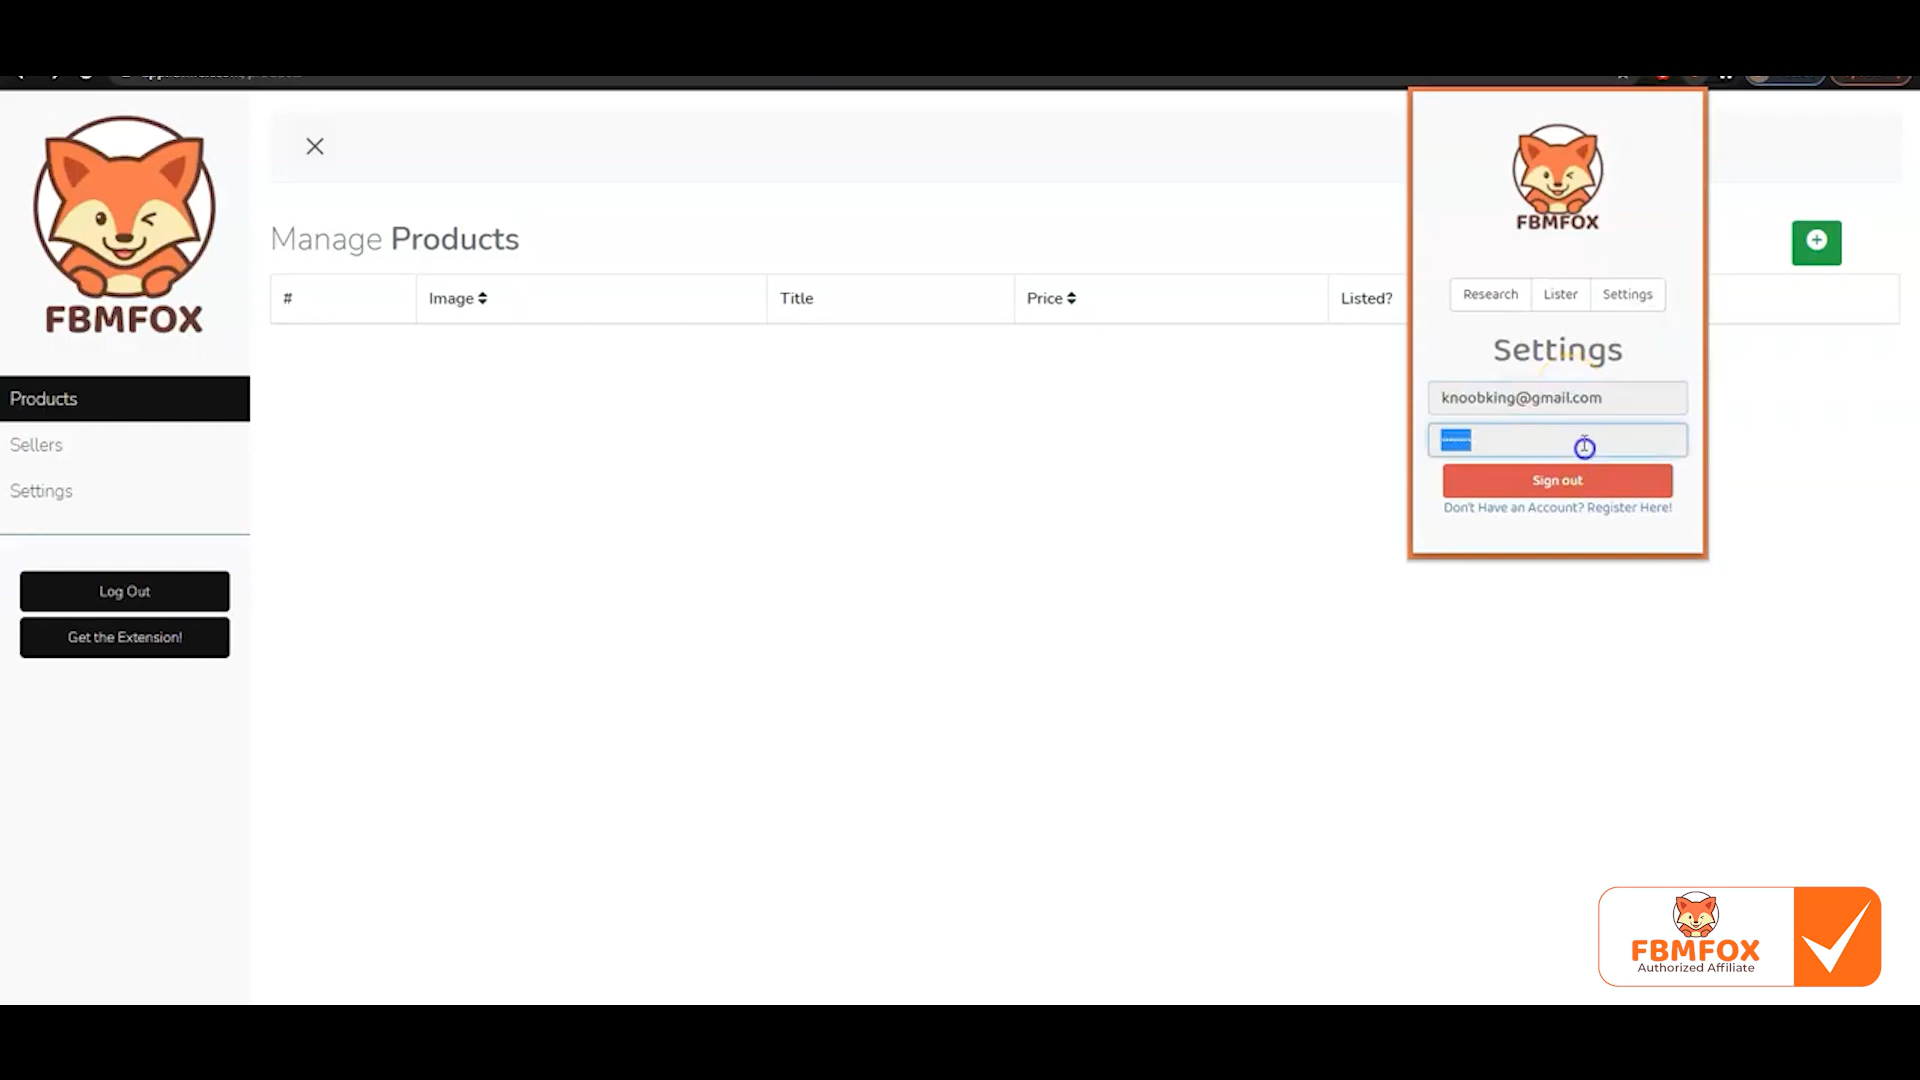 FBMFOX
Products
Sellers
Settings
Log Out
Get the Extension!
Manage Products
#
Image
Title
Price
Listed?
FBMFOX
Research
Lister
Settings
Settings
knoobking@gmail.com
Sign out
Don't Have an Account? Register Here!
FBMFOX
Authorized Affiliate